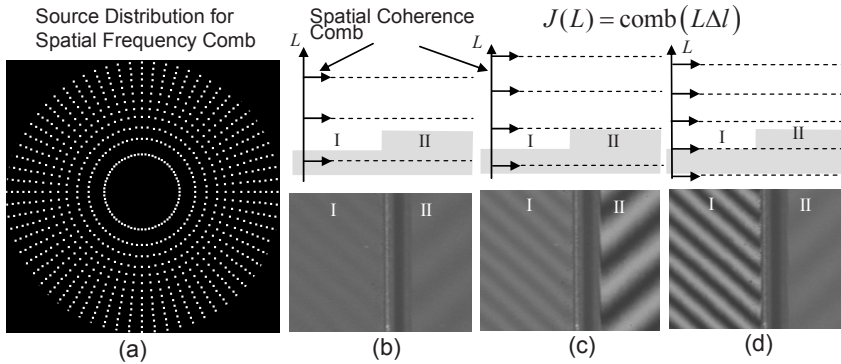 Source Distribution for
Spatial Frequency Comb
Spatial Coherence
Comb
J(L) = comb(LΔl)
L
L
L
I
II
I
II
I
II
I
II
I
II
I
II
(a)
(b)
(c)
(d)